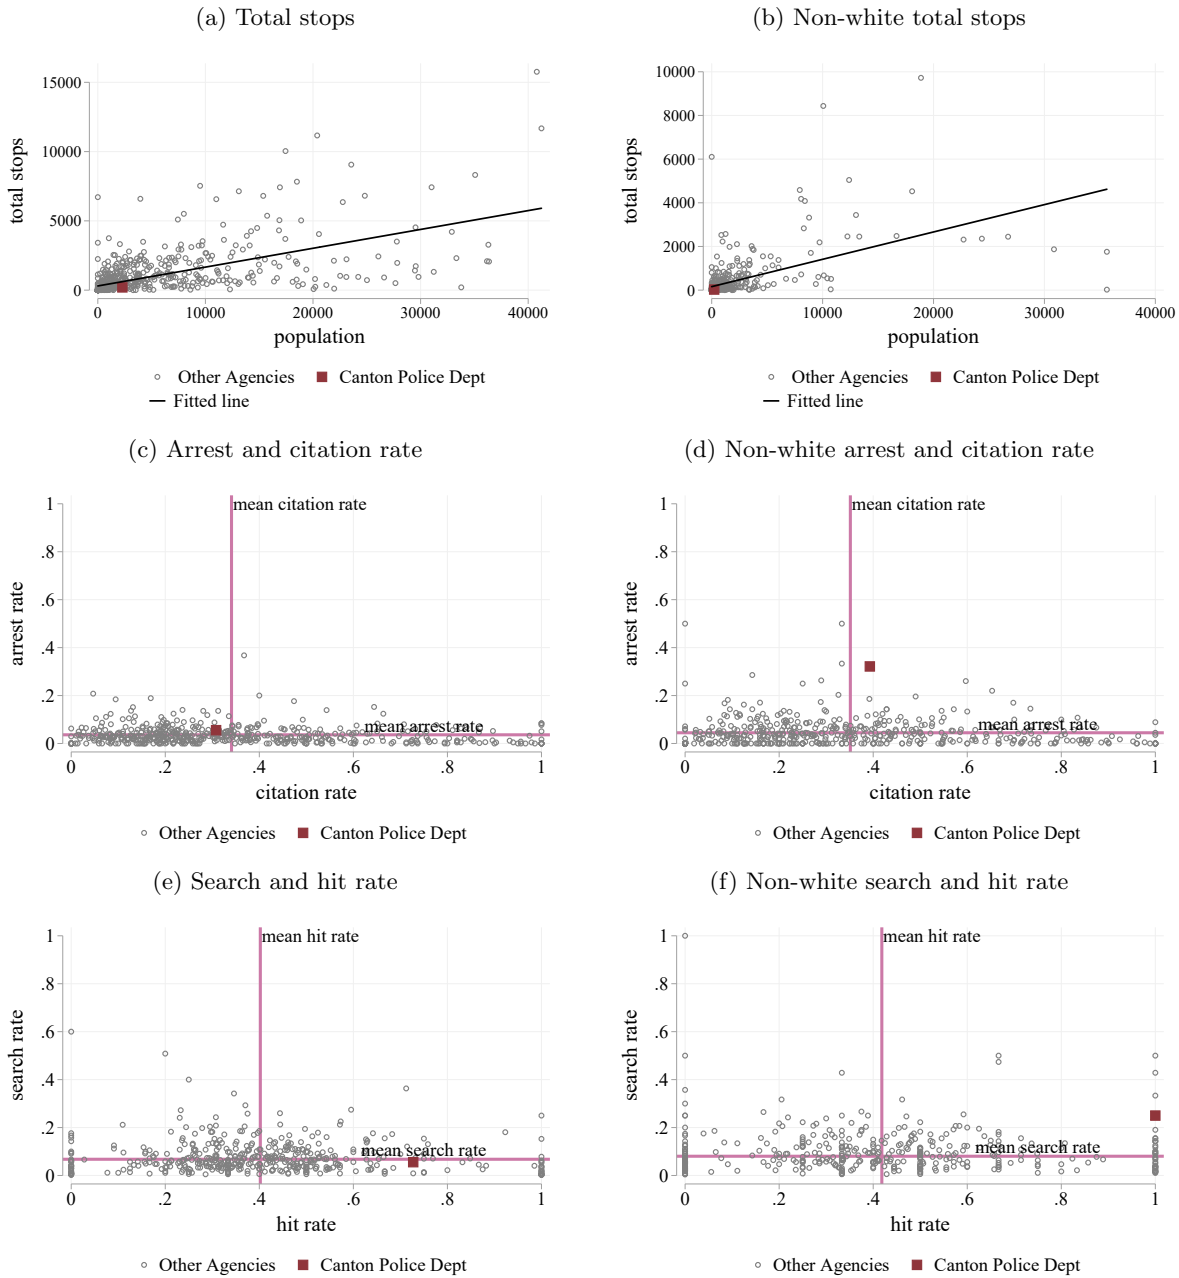 (a) Total stops
(b) Non-white total stops
total stops
15000
10000
5000
0
0 10000 20000 30000 40000
population
Other Agencies Canton Police Dept
Fitted line
total stops
10000
8000
6000
4000
2000
0
0 10000 20000 30000 40000
population
Other Agencies Canton Police Dept
Fitted line
(c) Arrest and citation rate
(d) Non-white arrest and citation rate
arrest rate
1
.8
.6
.4
.2
0
mean citation rate
mean arrest rate
0 .2 .4 .6 .8 1
citation rate
Other Agencies Canton Police Dept
arrest rate
1
.8
.6
.4
.2
0
mean citation rate
mean arrest rate
0 .2 .4 .6 .8 1
citation rate
Other Agencies Canton Police Dept
(e) Search and hit rate
(f) Non-white search and hit rate
search rate
1
.8
.6
.4
.2
0
mean hit rate
mean search rate
0 .2 .4 .6 .8 1
hit rate
Other Agencies Canton Police Dept
search rate
1
.8
.6
.4
.2
0
mean hit rate
mean search rate
0 .2 .4 .6 .8 1
hit rate
Other Agencies Canton Police Dept